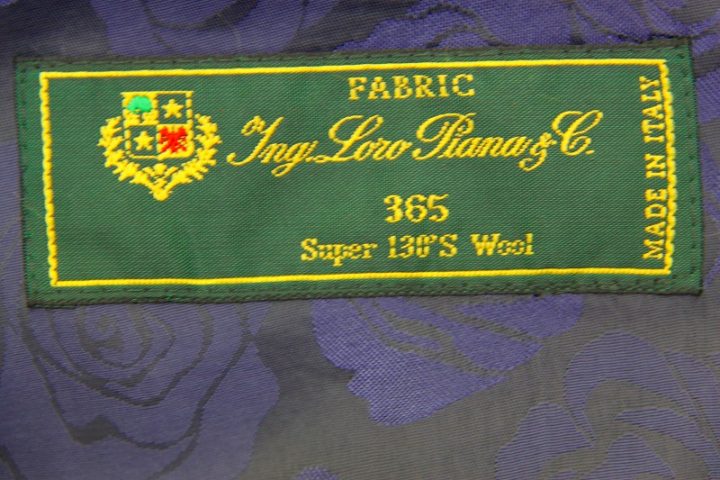 FABRIC
Ing. Loro Piana & C.
365
Super 130'S Wool
MADE IN ITALY